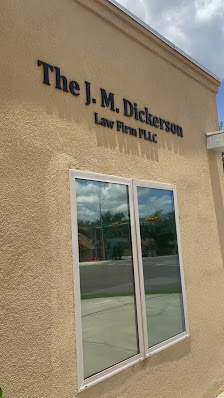 The J. M. Dickerson
Law Firm PLLC